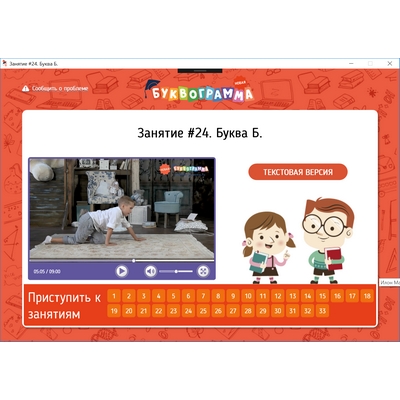 Занятие #24. Буква Б.
Сообщить о проблеме
НОВАЯ
БУКВОГРАММА
Занятие #24. Буква Б.
БУКВОГРАММА
ТЕКСТОВАЯ ВЕРСИЯ
05:05 / 09:00
Приступить к занятиям
1 2 3 4 5 6 7 8 9 10 11 12 13 14 15 16 17 18
19 20 21 22 23 24 25 26 27 28 29 30 31 32 33